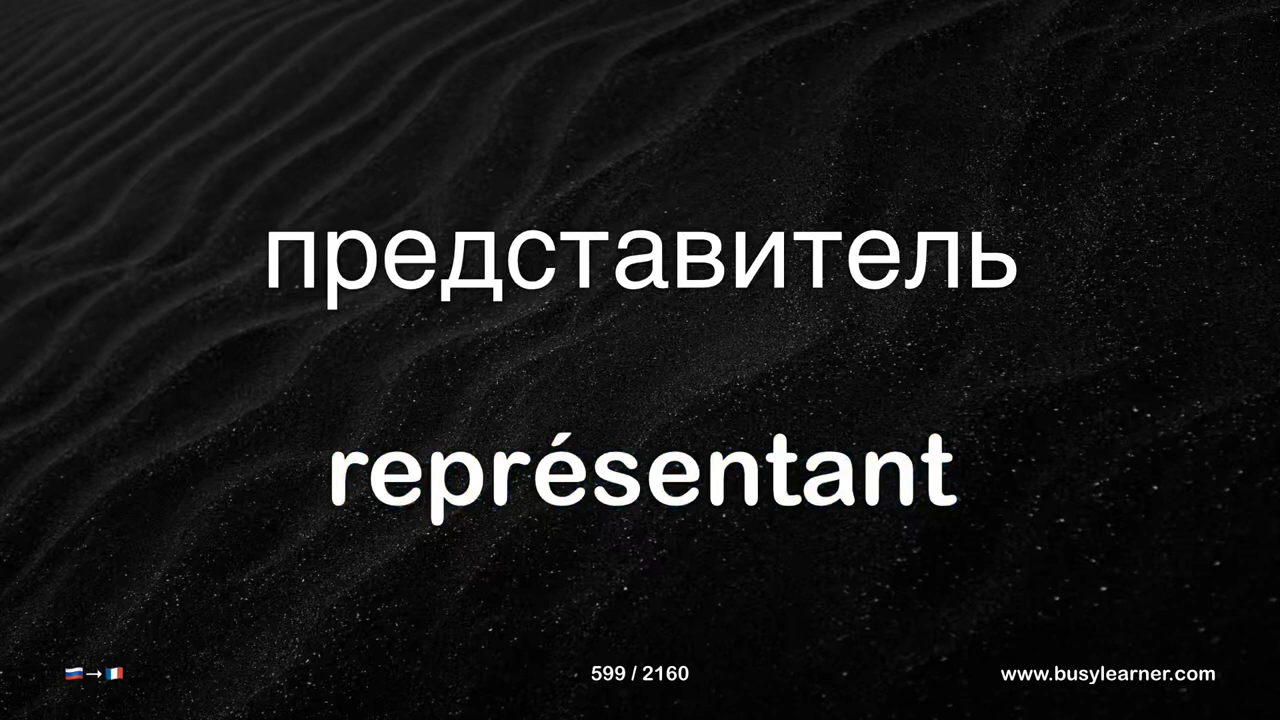 представитель
représentant
🇷🇺→🇫🇷
599 / 2160
www.busylearner.com